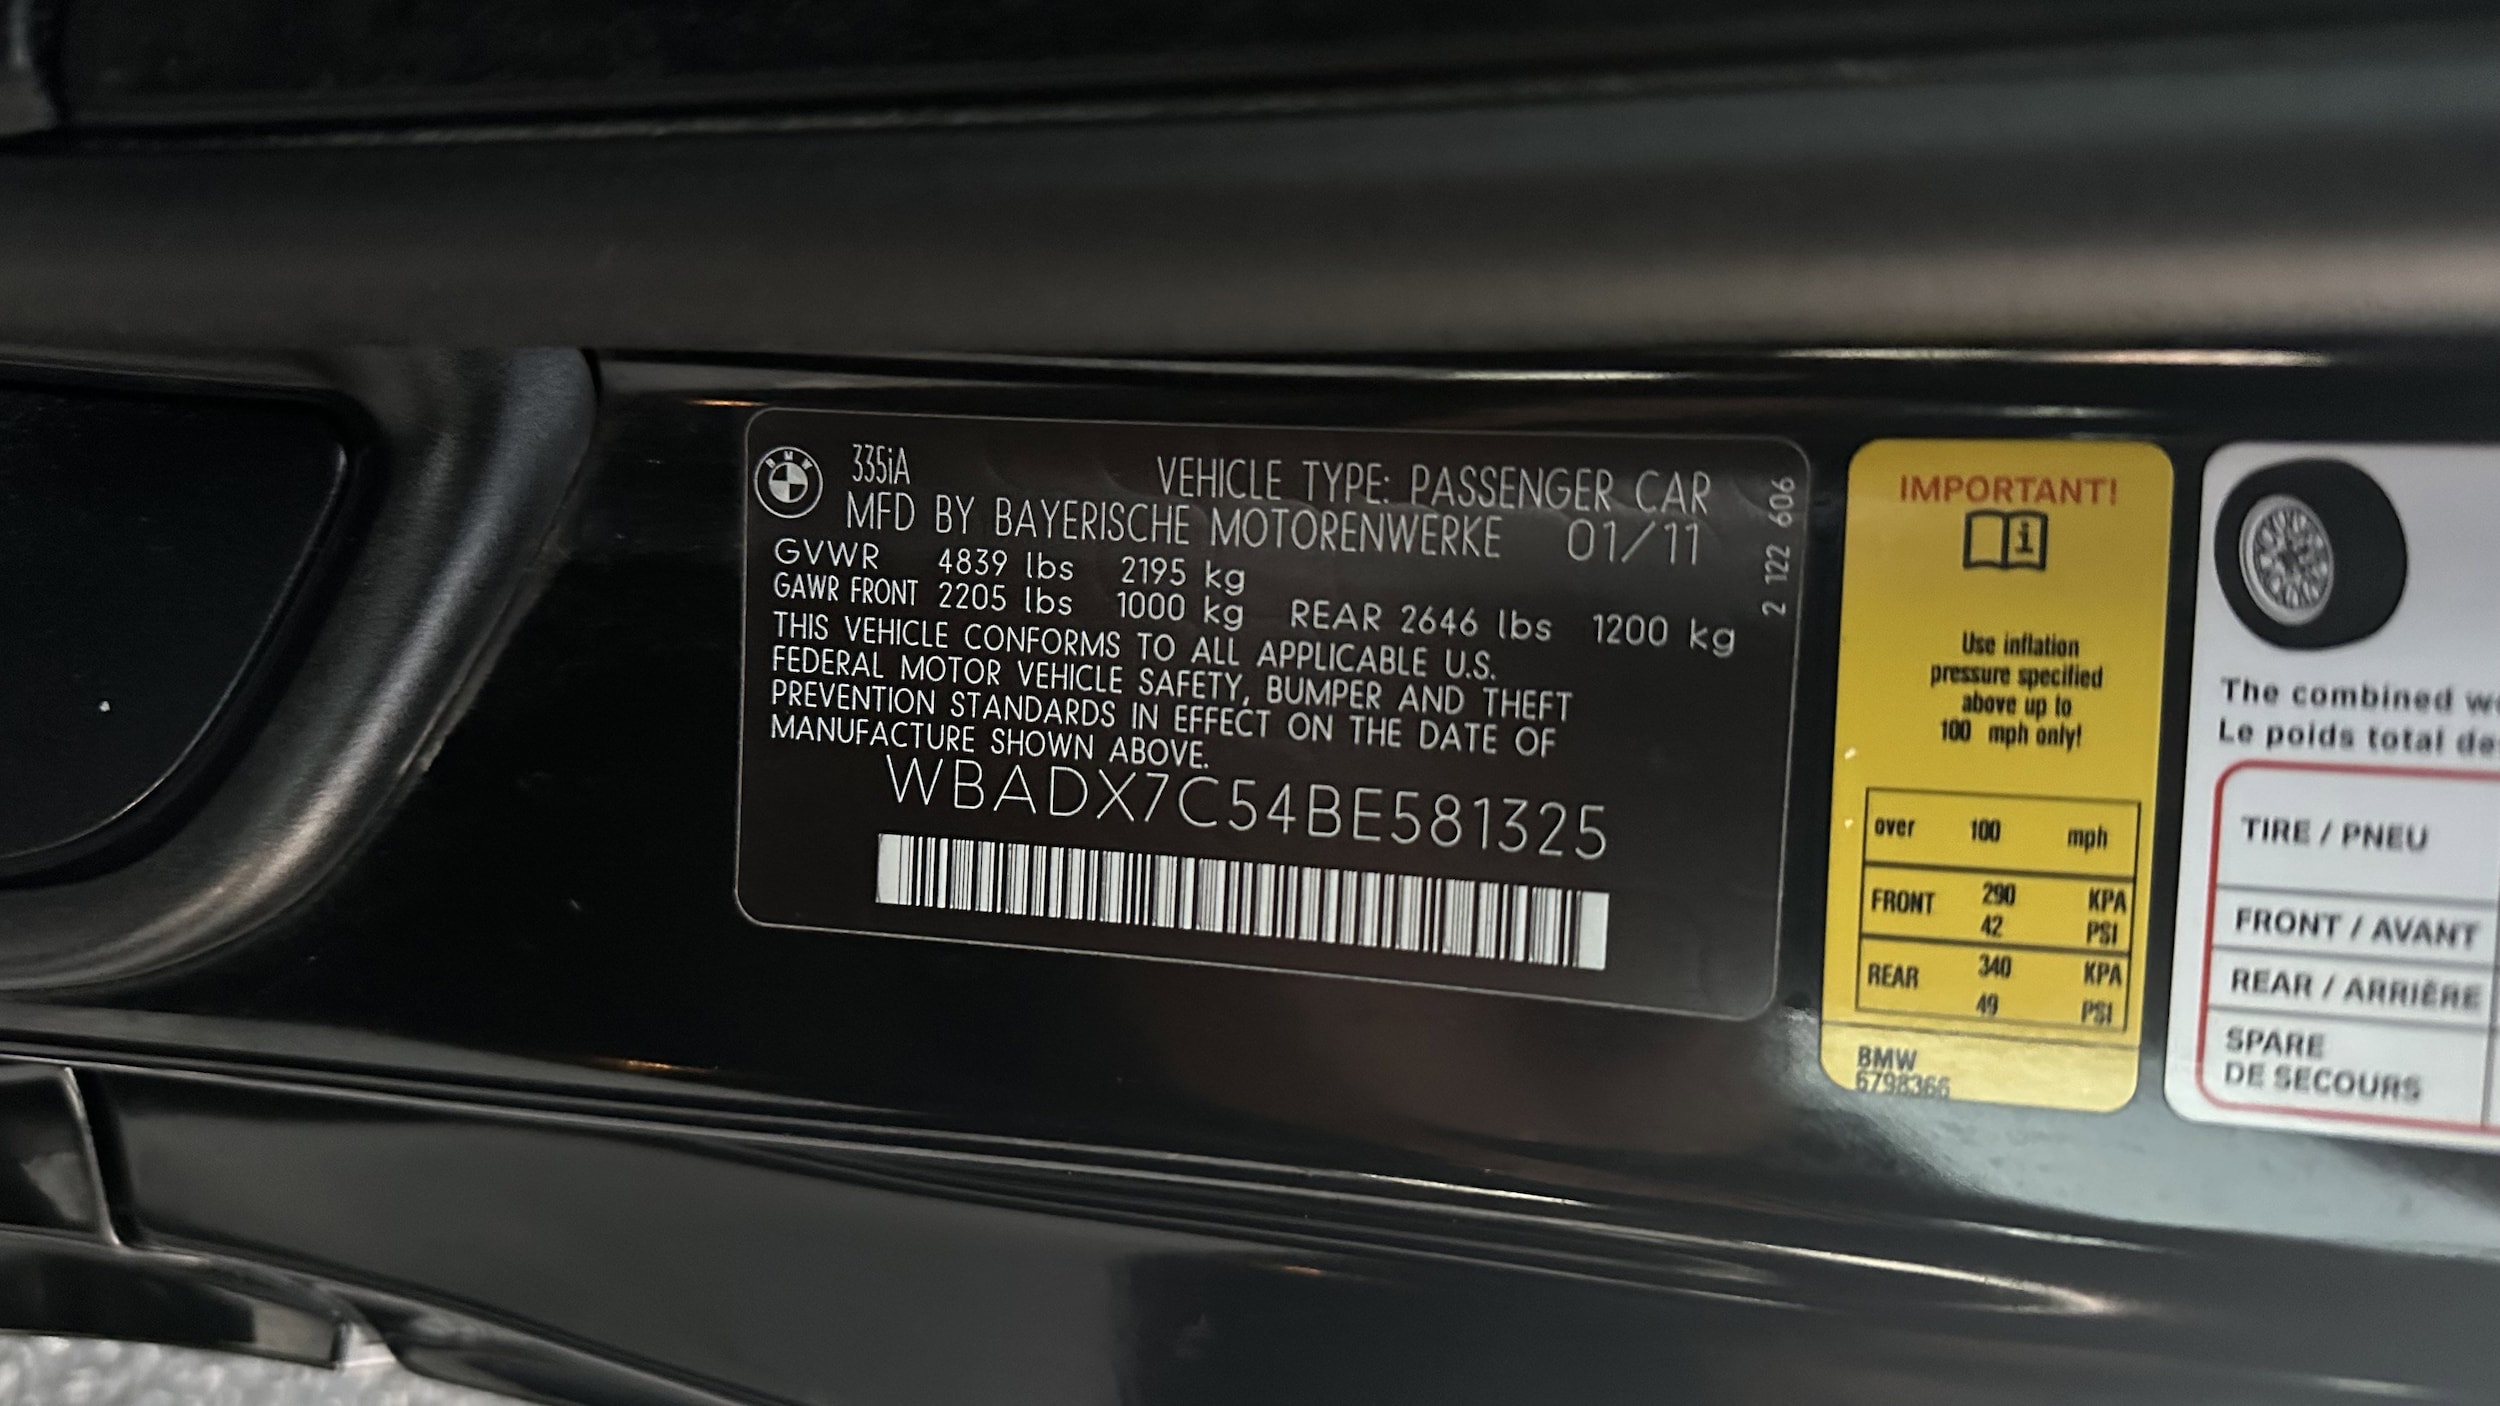 BMW
335iA VEHICLE TYPE: PASSENGER CAR
MFD BY BAYERISCHE MOTORENWERKE 01/11
GVWR 4839 lbs 2195 kg
GAWR FRONT 2205 lbs 1000 kg REAR 2646 lbs 1200 kg
THIS VEHICLE CONFORMS TO ALL APPLICABLE U.S.
FEDERAL MOTOR VEHICLE SAFETY, BUMPER AND THEFT
PREVENTION STANDARDS IN EFFECT ON THE DATE OF
MANUFACTURE SHOWN ABOVE.
WBADX7C54BE581325
2 122 606
IMPORTANT!
i
Use inflation
pressure specified
above up to
100 mph only!
over 100 mph
FRONT 290 KPA
42 PSI
REAR 340 KPA
49 PSI
BMW
6798366
The combined
Le poids total de
TIRE / PNEU
FRONT / AVANT
REAR / ARRIÈRE
SPARE
DE SECOURS